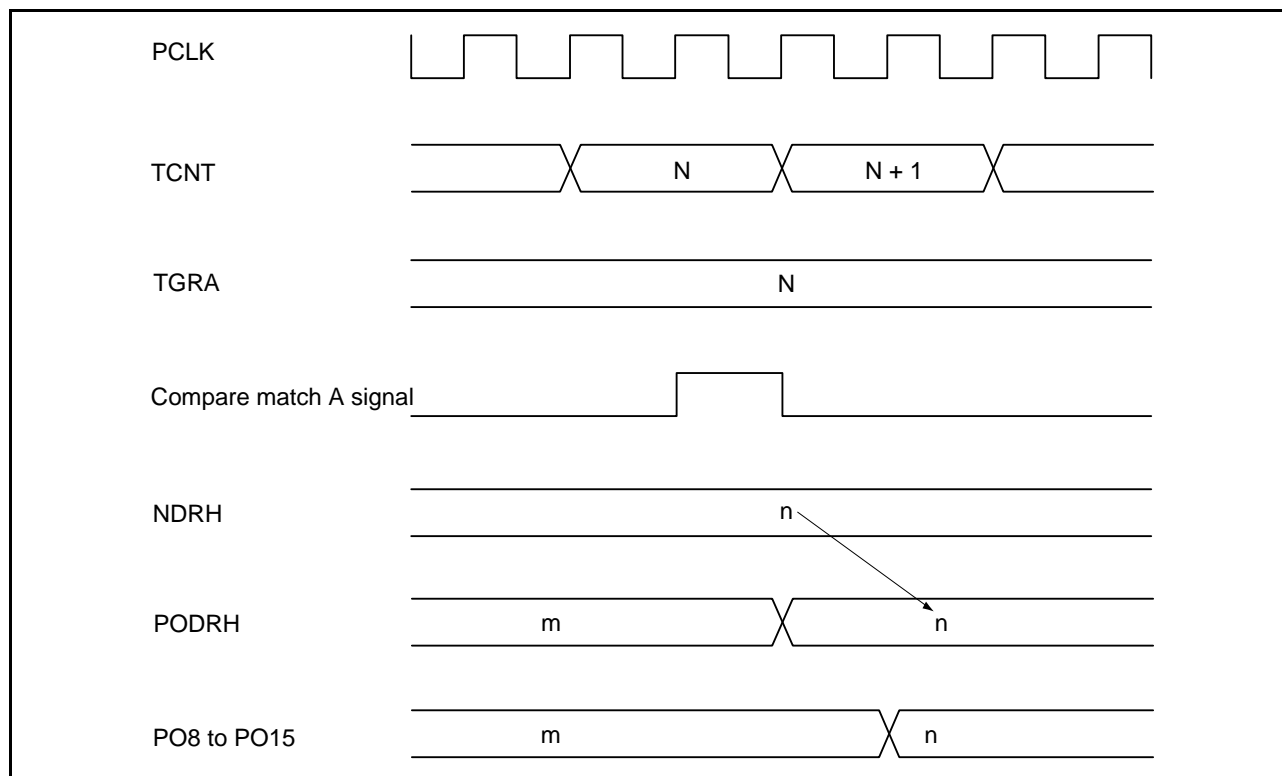 PCLK
TCNT N N + 1
TGRA N
Compare match A signal
NDRH n
PODRH m n
PO8 to PO15 m n